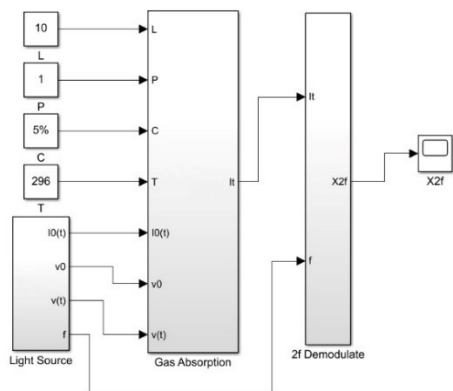 10
L
L
1
P
P
5%
C
C
296
T
T
I0(t)
v0
v(t)
f
Light Source
I0(t)
v0
v(t)
It
Gas Absorption
It
f
X2f
2f Demodulate
X2f